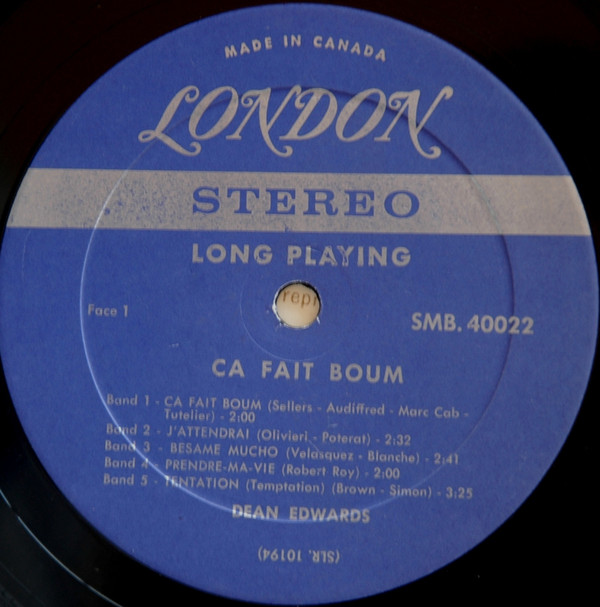 MADE IN CANADA
LONDON
STEREO
LONG PLAYING
repr
Face 1
SMB. 40022
CA FAIT BOUM
Band 1 - CA FAIT BOUM (Sellers - Audiffred - Marc Cab -
Tutelier) - 2:00
Band 2 - J'ATTENDRAI (Olivieri - Poterat) - 2:32
Band 3 - BESAME MUCHO (Velasquez - Blanche) - 2:41
Band 4 - PRENDRE-MA-VIE (Robert Roy) - 2:00
Band 5 - TENTATION (Temptation) (Brown - Simon) - 3:25
DEAN EDWARDS
(SLR. 10194)